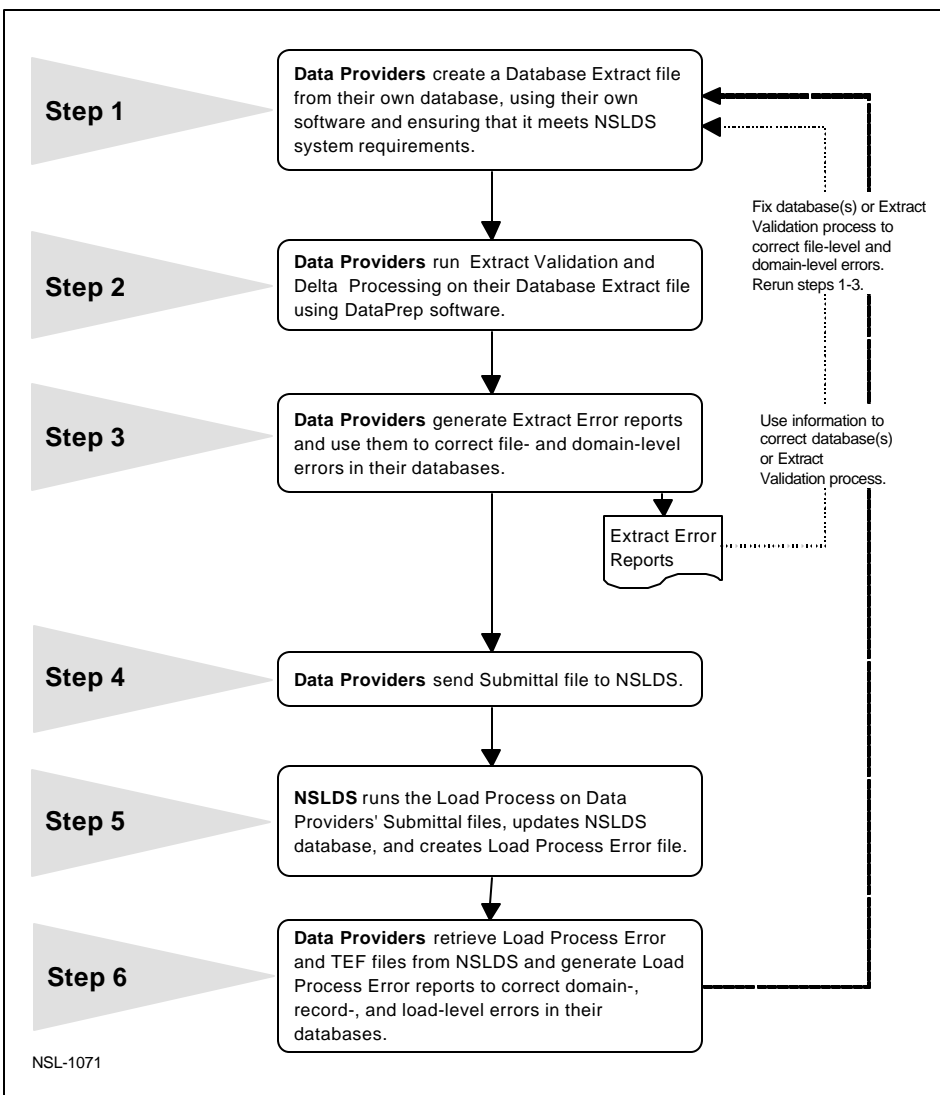 Step 1
Data Providers create a Database Extract file
from their own database, using their own
software and ensuring that it meets NSLDS
system requirements.
Fix database(s) or Extract
Validation process to
correct file-level and
domain-level errors.
Rerun steps 1-3.
Step 2
Data Providers run Extract Validation and
Delta Processing on their Database Extract file
using DataPrep software.
Step 3
Data Providers generate Extract Error reports
and use them to correct file- and domain-level
errors in their databases.
Use information to
correct database(s)
or Extract
Validation process.
Extract Error
Reports
Step 4
Data Providers send Submittal file to NSLDS.
Step 5
NSLDS runs the Load Process on Data
Providers' Submittal files, updates NSLDS
database, and creates Load Process Error file.
Step 6
Data Providers retrieve Load Process Error
and TEF files from NSLDS and generate Load
Process Error reports to correct domain-,
record-, and load-level errors in their
databases.
NSL-1071